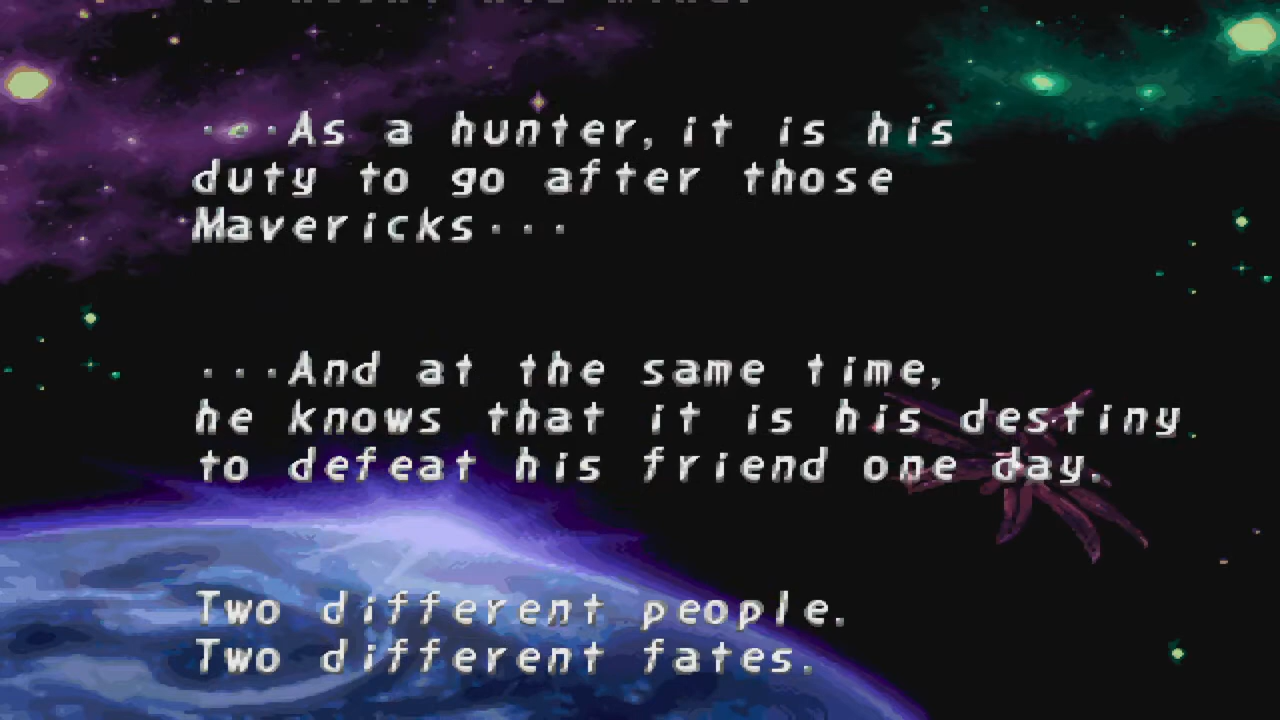 ···As a hunter,it is his
duty to go after those
Mavericks···
···And at the same time,
he knows that it is his destiny
to defeat his friend one day.
Two different people.
Two different fates.